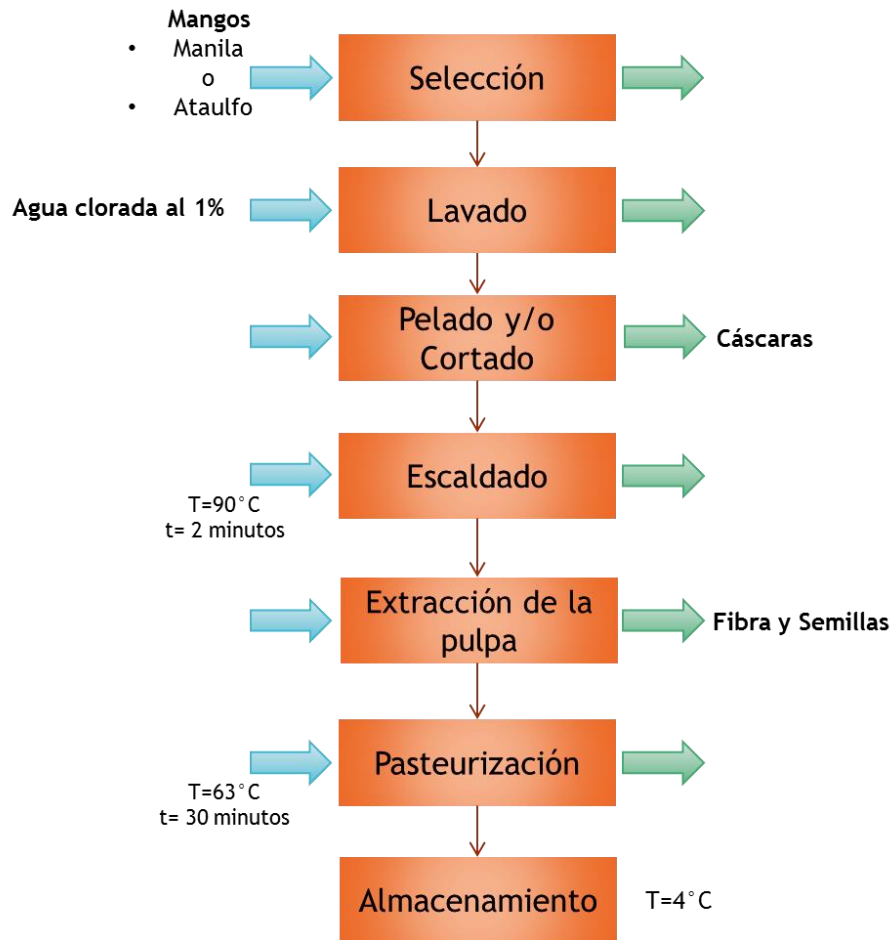 Mangos
• Manila
o
• Ataulfo
Selección
Agua clorada al 1%
Lavado
Pelado y/o
Cortado
Cáscaras
Escaldado
T=90°C
t= 2 minutos
Extracción de la
pulpa
Fibra y Semillas
Pasteurización
T=63°C
t= 30 minutos
Almacenamiento
T=4°C